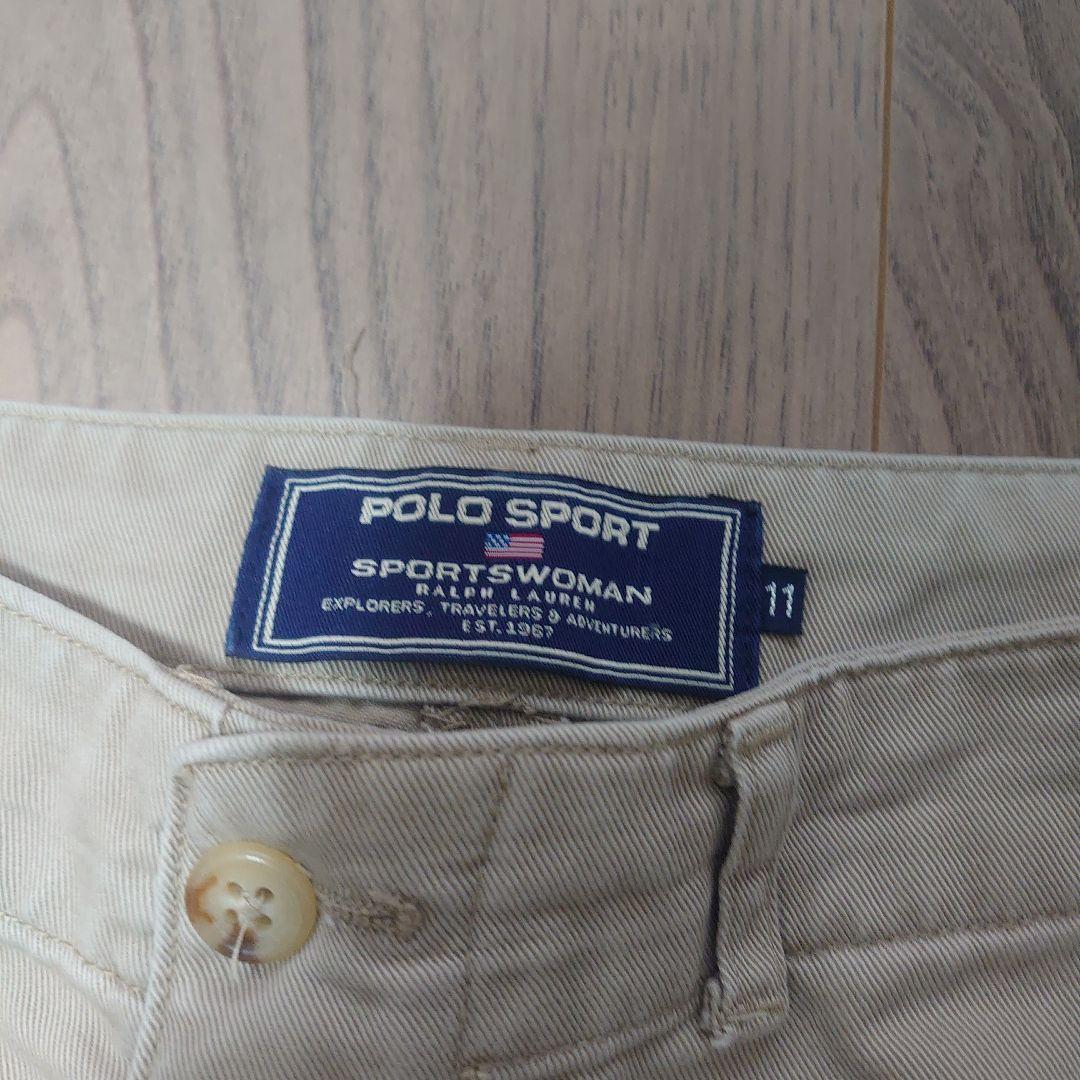 POLO SPORT
SPORTSWOMAN
RALPH LAUREN
EXPLORERS, TRAVELERS & ADVENTURERS
EST. 1967
11